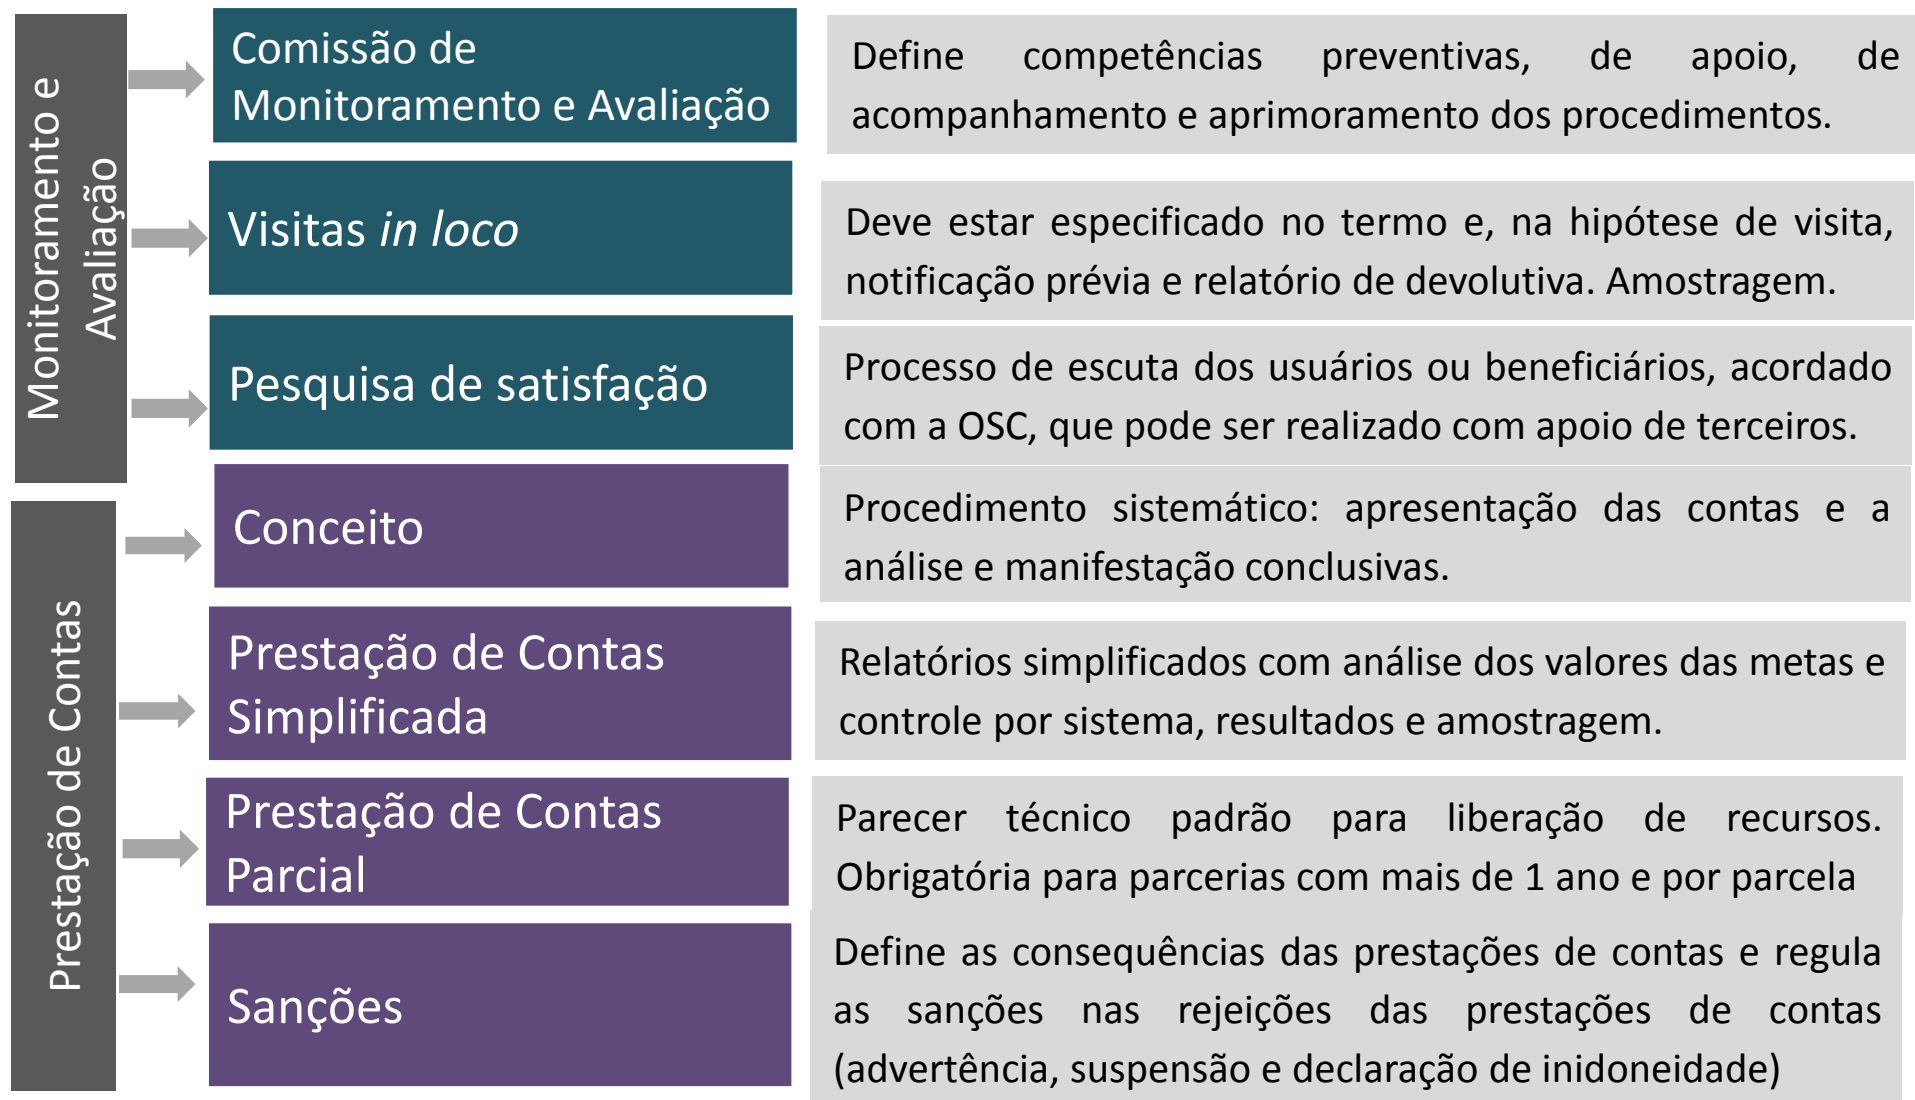 Monitoramento e
Avaliação
Comissão de
Monitoramento e Avaliação
Define competências preventivas, de apoio, de
acompanhamento e aprimoramento dos procedimentos.
Visitas in loco
Deve estar especificado no termo e, na hipótese de visita,
notificação prévia e relatório de devolutiva. Amostragem.
Pesquisa de satisfação
Processo de escuta dos usuários ou beneficiários, acordado
com a OSC, que pode ser realizado com apoio de terceiros.
Prestação de Contas
Conceito
Procedimento sistemático: apresentação das contas e a
análise e manifestação conclusivas.
Prestação de Contas
Simplificada
Relatórios simplificados com análise dos valores das metas e
controle por sistema, resultados e amostragem.
Prestação de Contas
Parcial
Parecer técnico padrão para liberação de recursos.
Obrigatória para parcerias com mais de 1 ano e por parcela
Sanções
Define as consequências das prestações de contas e regula
as sanções nas rejeições das prestações de contas
(advertência, suspensão e declaração de inidoneidade)